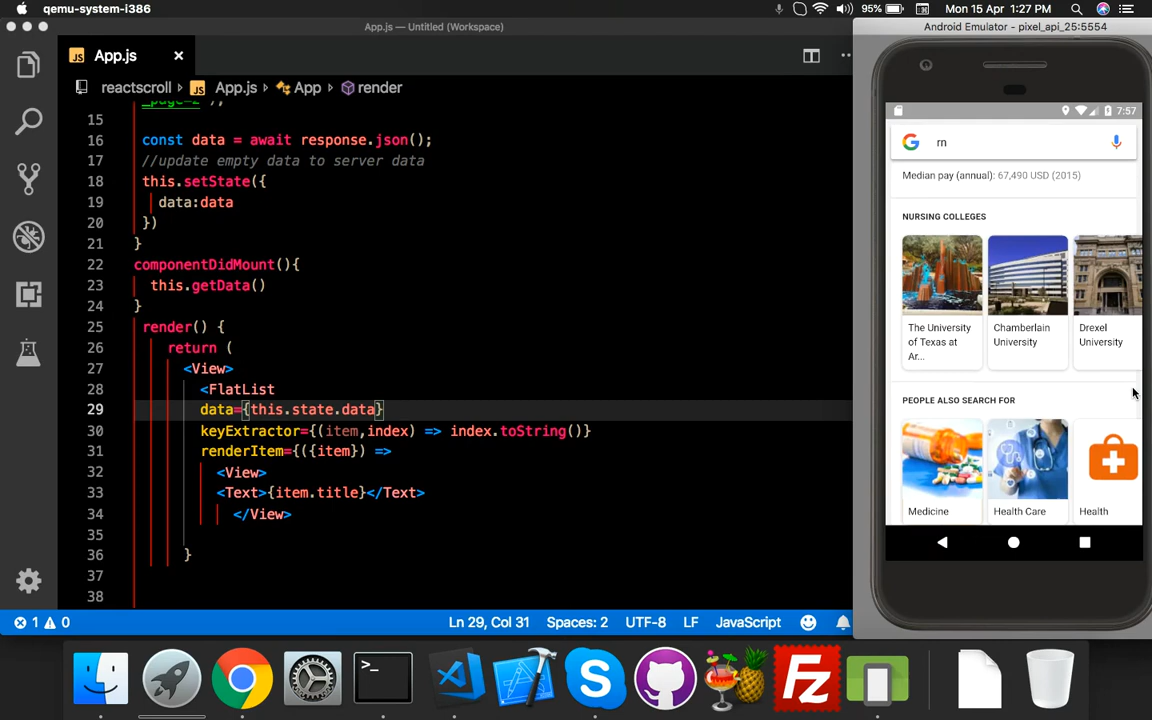 qemu-system-i386
95%
Mon 15 Apr 1:27 PM
App.js — Untitled (Workspace)
JS App.js ×
reactscroll › JS App.js › App › render
_page=2");
15
16 const data = await response.json();
17 //update empty data to server data
18 this.setState({
19 data:data
20 })
21 }
22 componentDidMount(){
23 this.getData()
24 }
25 render() {
26 return (
27 <View>
28 <FlatList
29 data={this.state.data}
30 keyExtractor={(item,index) => index.toString()}
31 renderItem={({item}) =>
32 <View>
33 <Text>{item.title}</Text>
34 </View>
35
36 }
37
38
1 0
Ln 29, Col 31 Spaces: 2 UTF-8 LF JavaScript
Android Emulator - pixel_api_25:5554
7:57
G rn
Median pay (annual): 67,490 USD (2015)
NURSING COLLEGES
The University
of Texas at
Ar...
Chamberlain
University
Drexel
University
PEOPLE ALSO SEARCH FOR
Medicine
Health Care
Health
>_
S
Fz